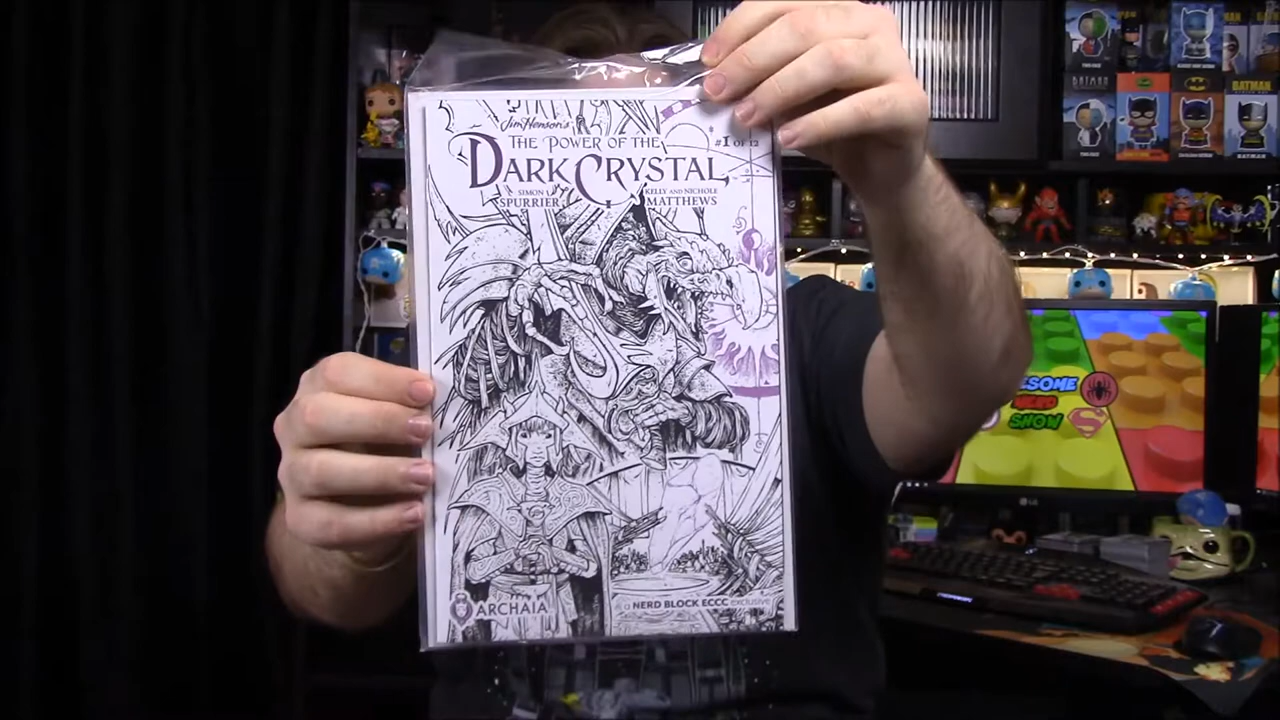 Jim Henson's
THE POWER OF THE
#1 OF 12
DARK CRYSTAL
SIMON
SPURRIER
KELLY AND NICHOLE
MATTHEWS
ARCHAIA
a NERD BLOCK ECCC exclusive
BATMAN
BATMAN
NERD
SHOW
LG